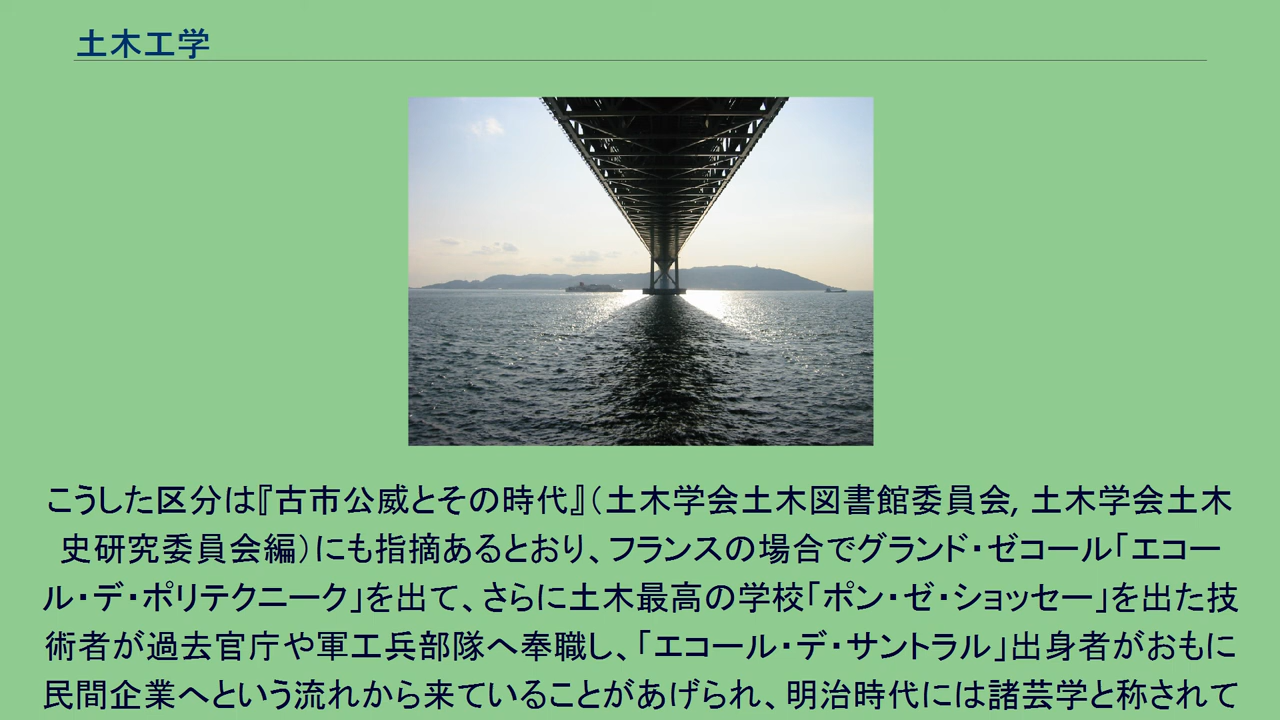 土木工学
こうした区分は『古市公威とその時代』（土木学会土木図書館委員会, 土木学会土木
史研究委員会編）にも指摘あるとおり、フランスの場合でグランド・ゼコール「エコー
ル・デ・ポリテクニーク」を出て、さらに土木最高の学校「ポン・ゼ・ショッセー」を出た技
術者が過去官庁や軍工兵部隊へ奉職し、「エコール・デ・サントラル」出身者がおもに
民間企業へという流れから来ていることがあげられ、明治時代には諸芸学と称されて